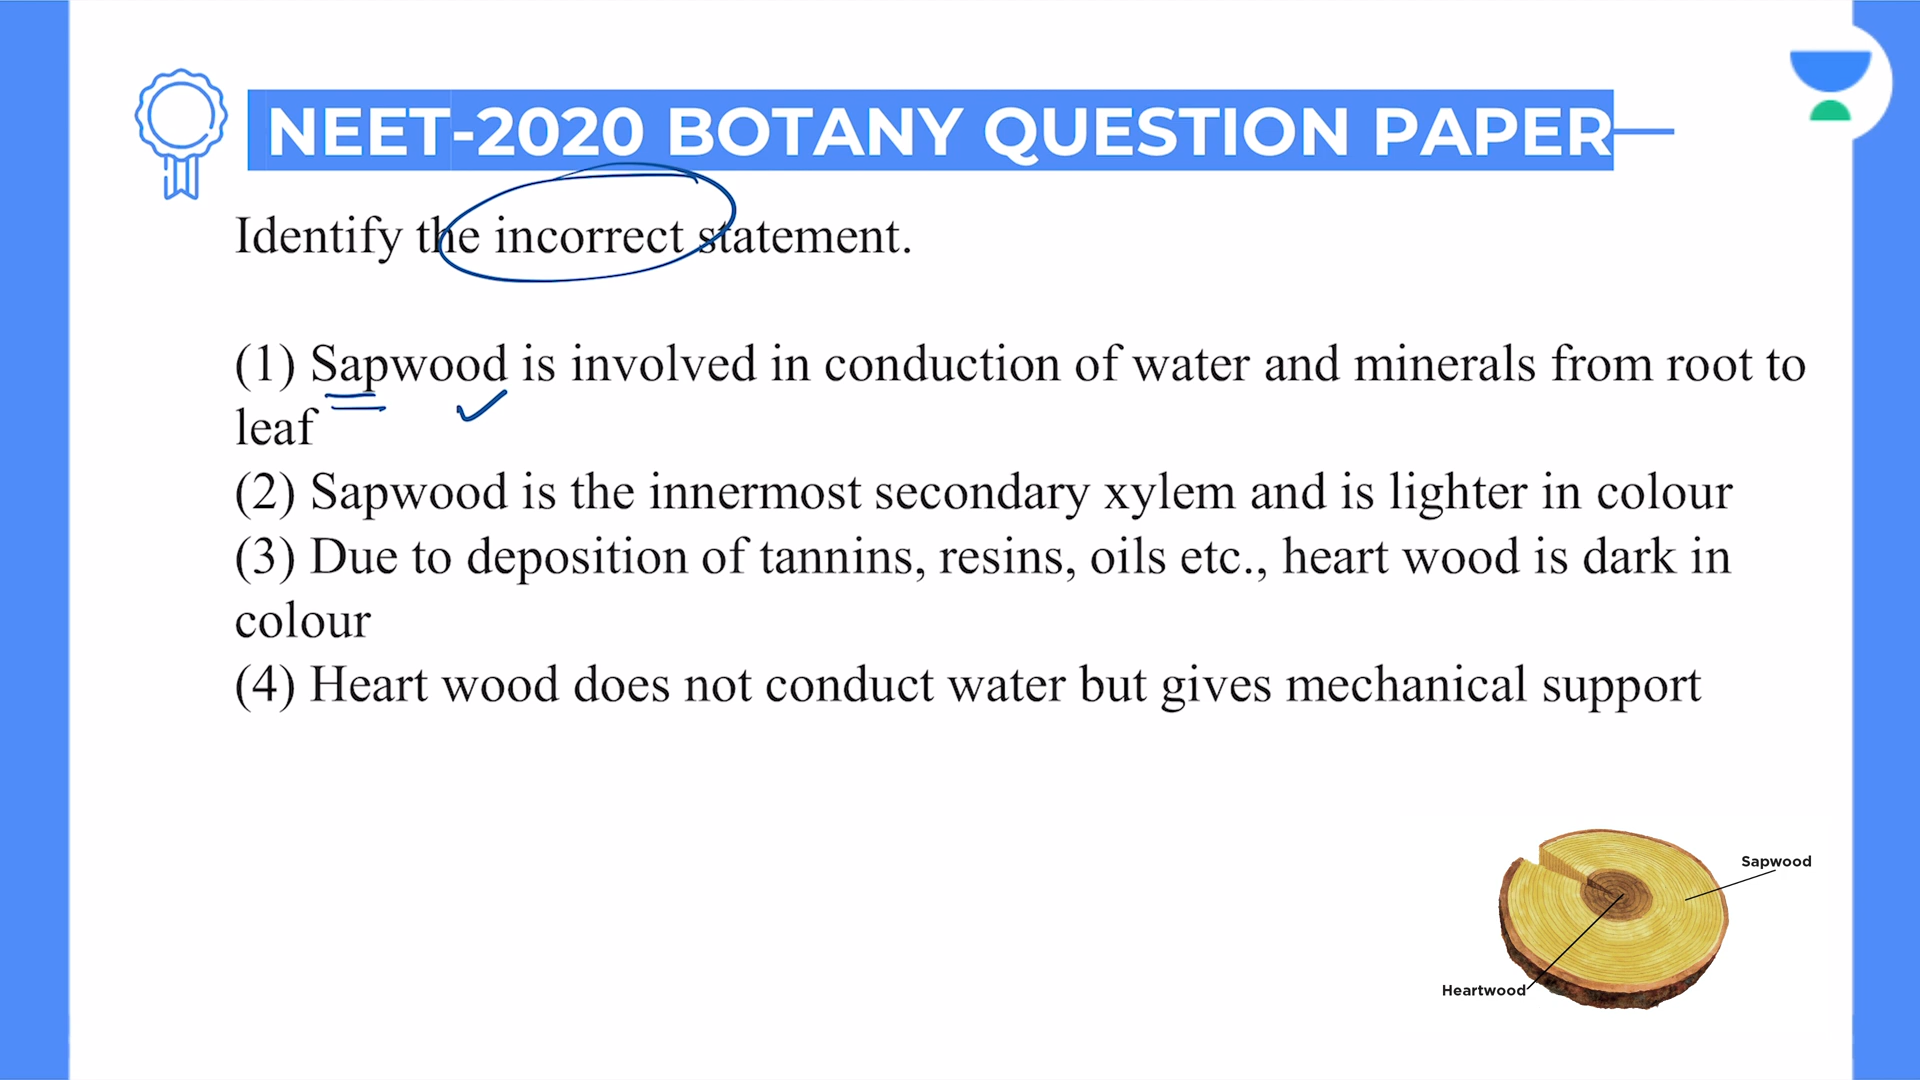 NEET-2020 BOTANY QUESTION PAPER
Identify the incorrect statement.
(1) Sapwood is involved in conduction of water and minerals from root to
leaf
(2) Sapwood is the innermost secondary xylem and is lighter in colour
(3) Due to deposition of tannins, resins, oils etc., heart wood is dark in
colour
(4) Heart wood does not conduct water but gives mechanical support
Sapwood
Heartwood